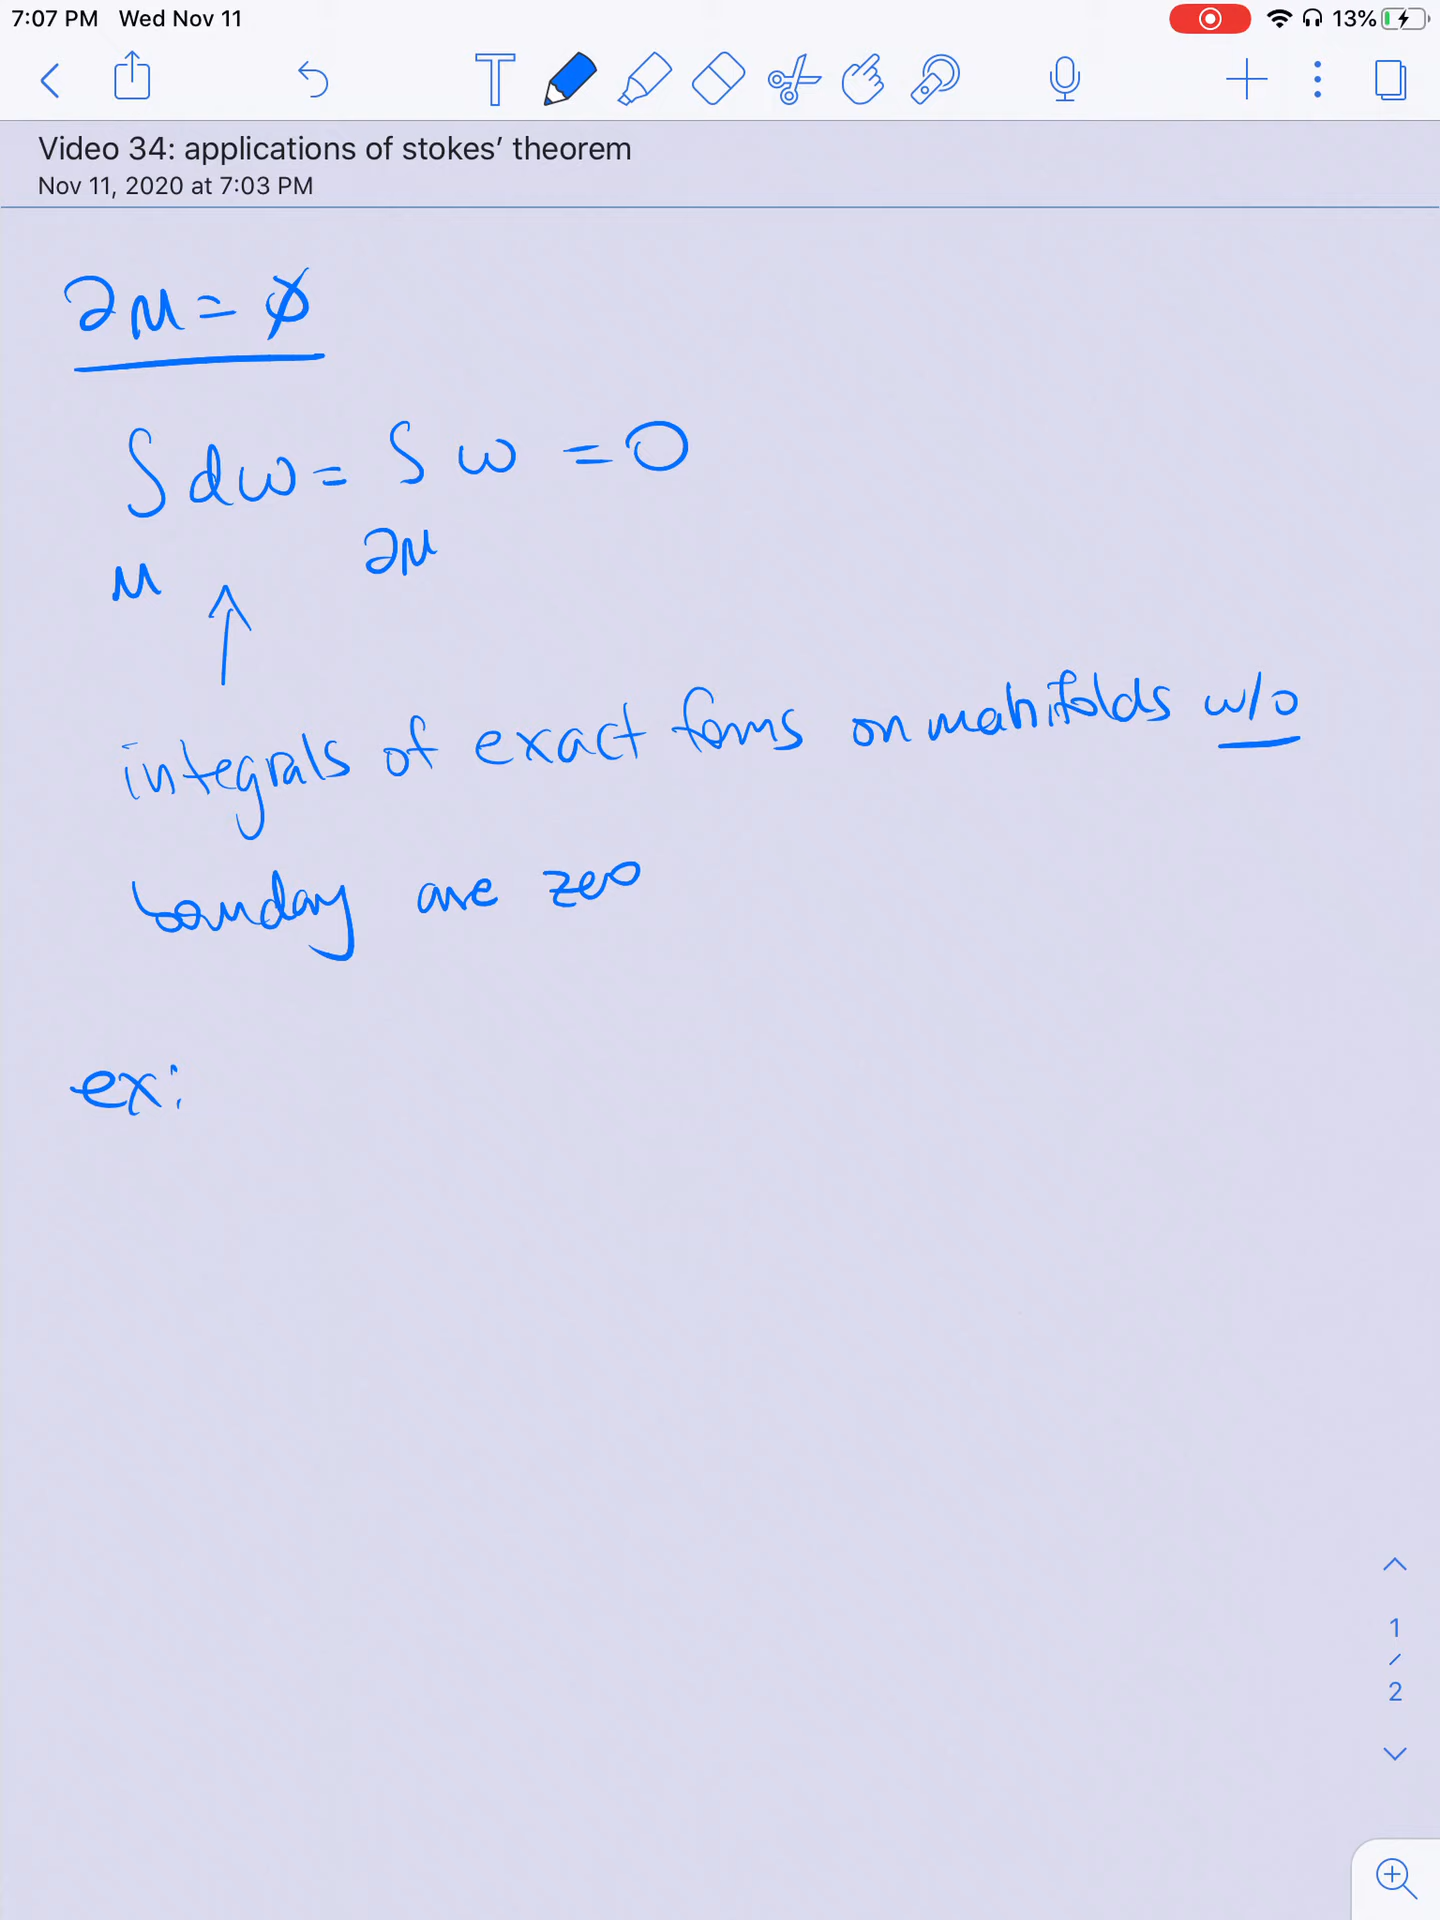 7:07 PM Wed Nov 11 13%
T
Video 34: applications of stokes’ theorem
Nov 11, 2020 at 7:03 PM
∂M = ∅
∫ dω = ∫ ω = 0
M ∂M
↑
integrals of exact forms on manifolds w/o
boundary are zero
ex:
1
/
2